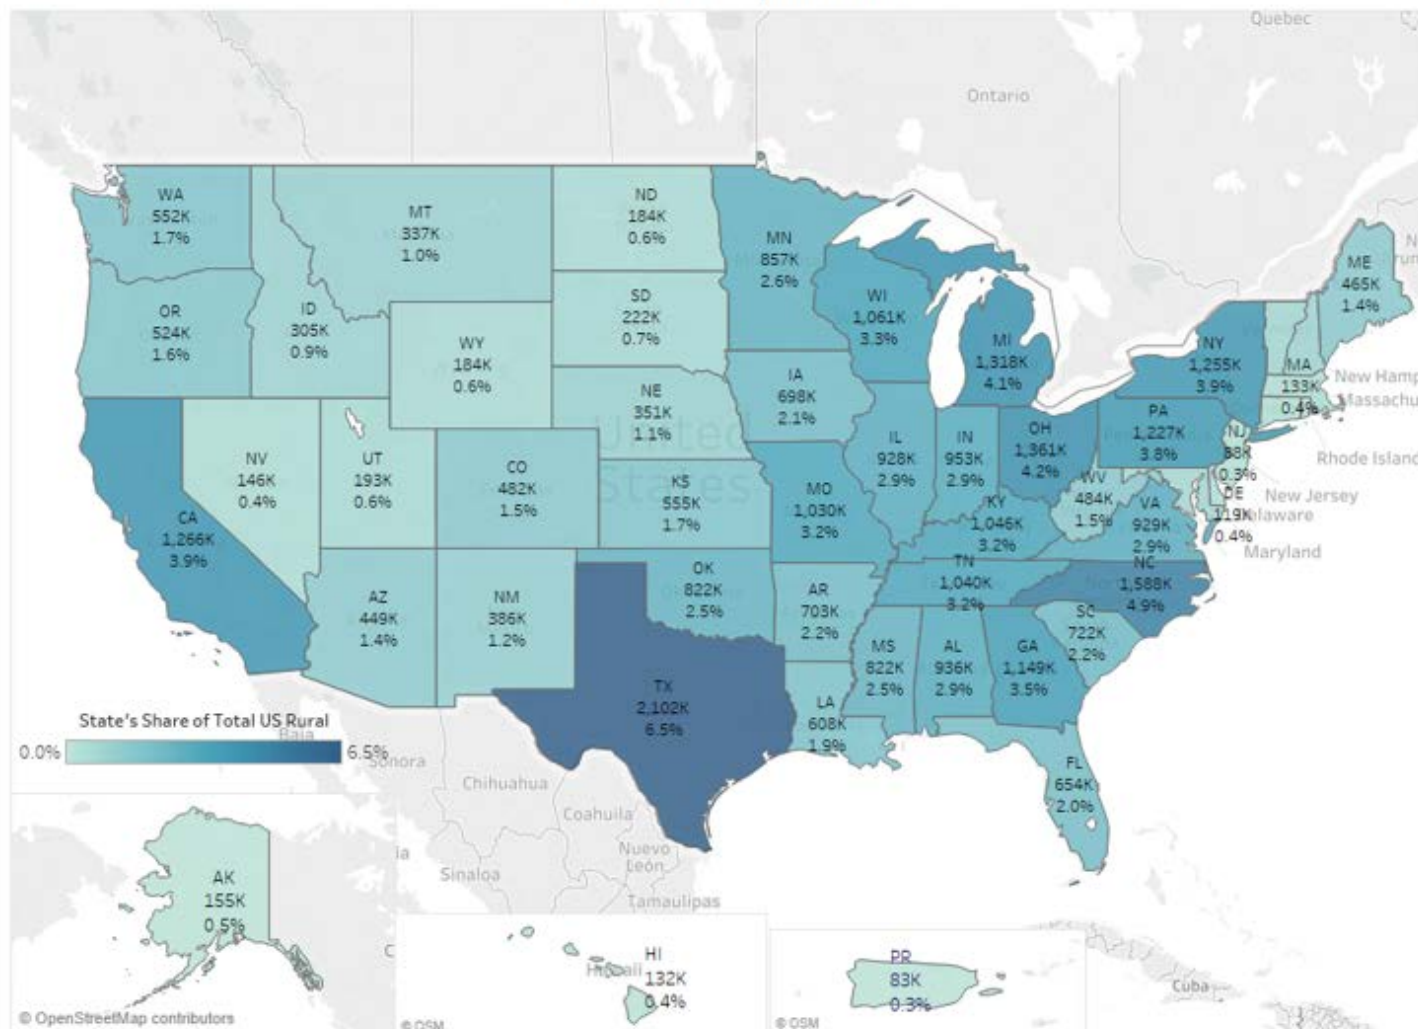 Quebec
Ontario
WA
552K
1.7%
MT
337K
1.0%
ND
184K
0.6%
MN
857K
2.6%
ME
465K
1.4%
OR
524K
1.6%
ID
305K
0.9%
WY
184K
0.6%
SD
222K
0.7%
WI
1,061K
3.3%
MI
1,318K
4.1%
NY
1,255K
3.9%
MA
133K
0.4%
New Hamp
Massachu
Rhode Island
NE
351K
1.1%
IA
698K
2.1%
United
States
NV
146K
0.4%
UT
193K
0.6%
CO
482K
1.5%
KS
555K
1.7%
MO
1,030K
3.2%
IL
928K
2.9%
IN
953K
2.9%
OH
1,361K
4.2%
PA
1,227K
3.8%
NJ
0.3%
New Jersey
DE
119K
0.4%
Delaware
Maryland
CA
1,266K
3.9%
KY
1,046K
3.2%
WV
484K
1.5%
VA
929K
2.9%
AZ
449K
1.4%
NM
386K
1.2%
OK
822K
2.5%
AR
703K
2.2%
TN
1,040K
3.2%
NC
1,588K
4.9%
SC
722K
2.2%
TX
2,102K
6.5%
LA
608K
1.9%
MS
822K
2.5%
AL
936K
2.9%
GA
1,149K
3.5%
FL
654K
2.0%
State's Share of Total US Rural
0.0%
6.5%
Baja
Sonora
Chihuahua
Coahuila
Nuevo
León
Sinaloa
Tamaulipas
Cuba
AK
155K
0.5%
© OpenStreetMap contributors
HI
Hawaii
132K
0.4%
© OSM
PR
83K
0.3%
© OSM